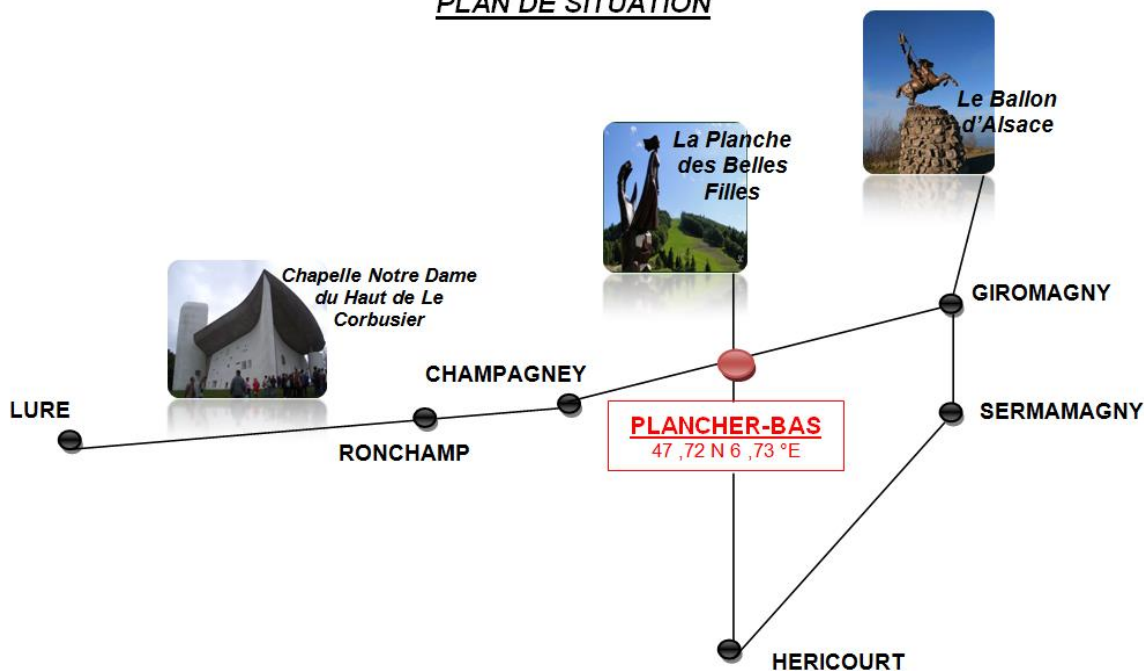 PLAN DE SITUATION
Le Ballon
d'Alsace
La Planche
des Belles
Filles
Chapelle Notre Dame
du Haut de Le
Corbusier
GIROMAGNY
CHAMPAGNEY
LURE
SERMAMAGNY
RONCHAMP
PLANCHER-BAS
47 ,72 N 6 ,73 °E
HERICOURT